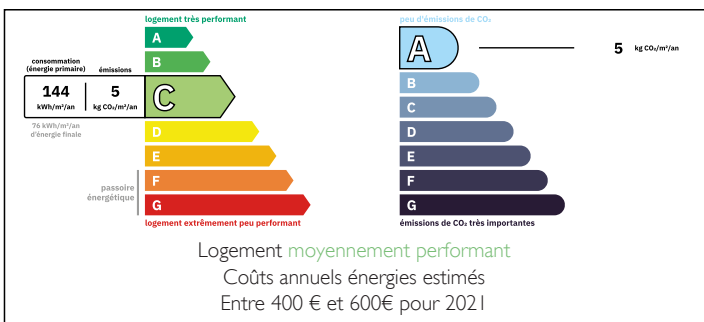 logement très performant
A
B
consommation
(énergie primaire) émissions
144 5
kWh/m²/an kg CO₂/m²/an
C
76 kWh/m²/an
d'énergie finale
D
E
passoire
énergétique
F
G
logement extrêmement peu performant
peu d'émissions de CO₂
A
5 kg CO₂/m²/an
B
C
D
E
F
G
émissions de CO₂ très importantes
Logement moyennement performant
Coûts annuels énergies estimés
Entre 400 € et 600€ pour 2021